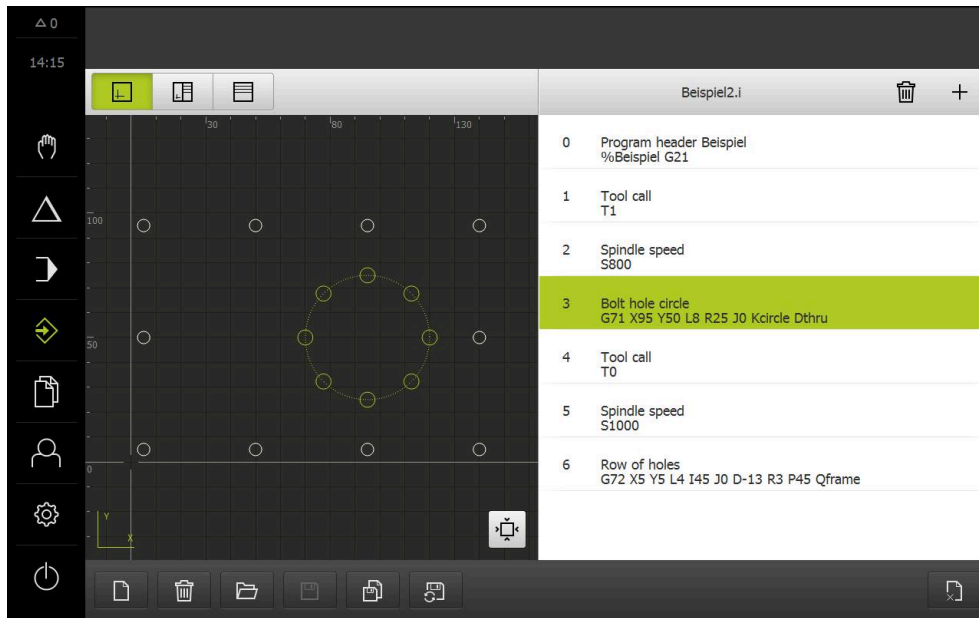 0
14:15
Beispiel2.i
30 80 130
100
50
0
Y
X
0 Program header Beispiel
%Beispiel G21
1 Tool call
T1
2 Spindle speed
S800
3 Bolt hole circle
G71 X95 Y50 L8 R25 J0 Kcircle Dthru
4 Tool call
T0
5 Spindle speed
S1000
6 Row of holes
G72 X5 Y5 L4 I45 J0 D-13 R3 P45 Qframe